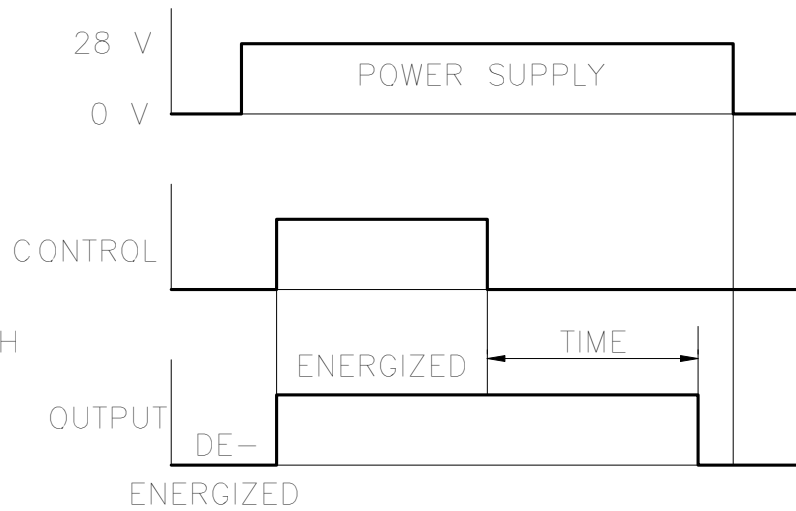 28 V
POWER SUPPLY
0 V
CONTROL
H
TIME
ENERGIZED
OUTPUT
DE-
ENERGIZED